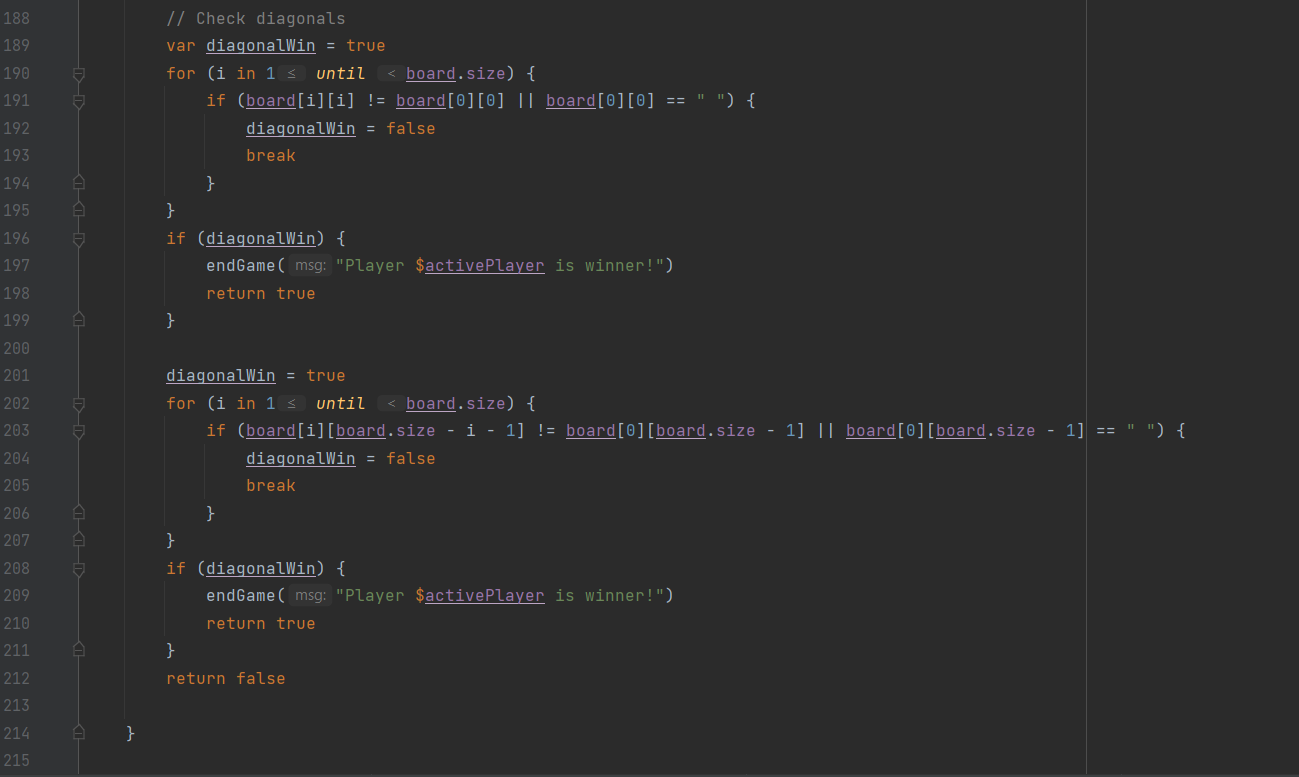 188 // Check diagonals
189 var diagonalWin = true
190 for (i in 1 ≤ until < board.size) {
191 if (board[i][i] != board[0][0] || board[0][0] == " ") {
192 diagonalWin = false
193 break
194 }
195 }
196 if (diagonalWin) {
197 endGame( msg: "Player $activePlayer is winner!")
198 return true
199 }
200
201 diagonalWin = true
202 for (i in 1 ≤ until < board.size) {
203 if (board[i][board.size - i - 1] != board[0][board.size - 1] || board[0][board.size - 1] == " ") {
204 diagonalWin = false
205 break
206 }
207 }
208 if (diagonalWin) {
209 endGame( msg: "Player $activePlayer is winner!")
210 return true
211 }
212 return false
213
214 }
215